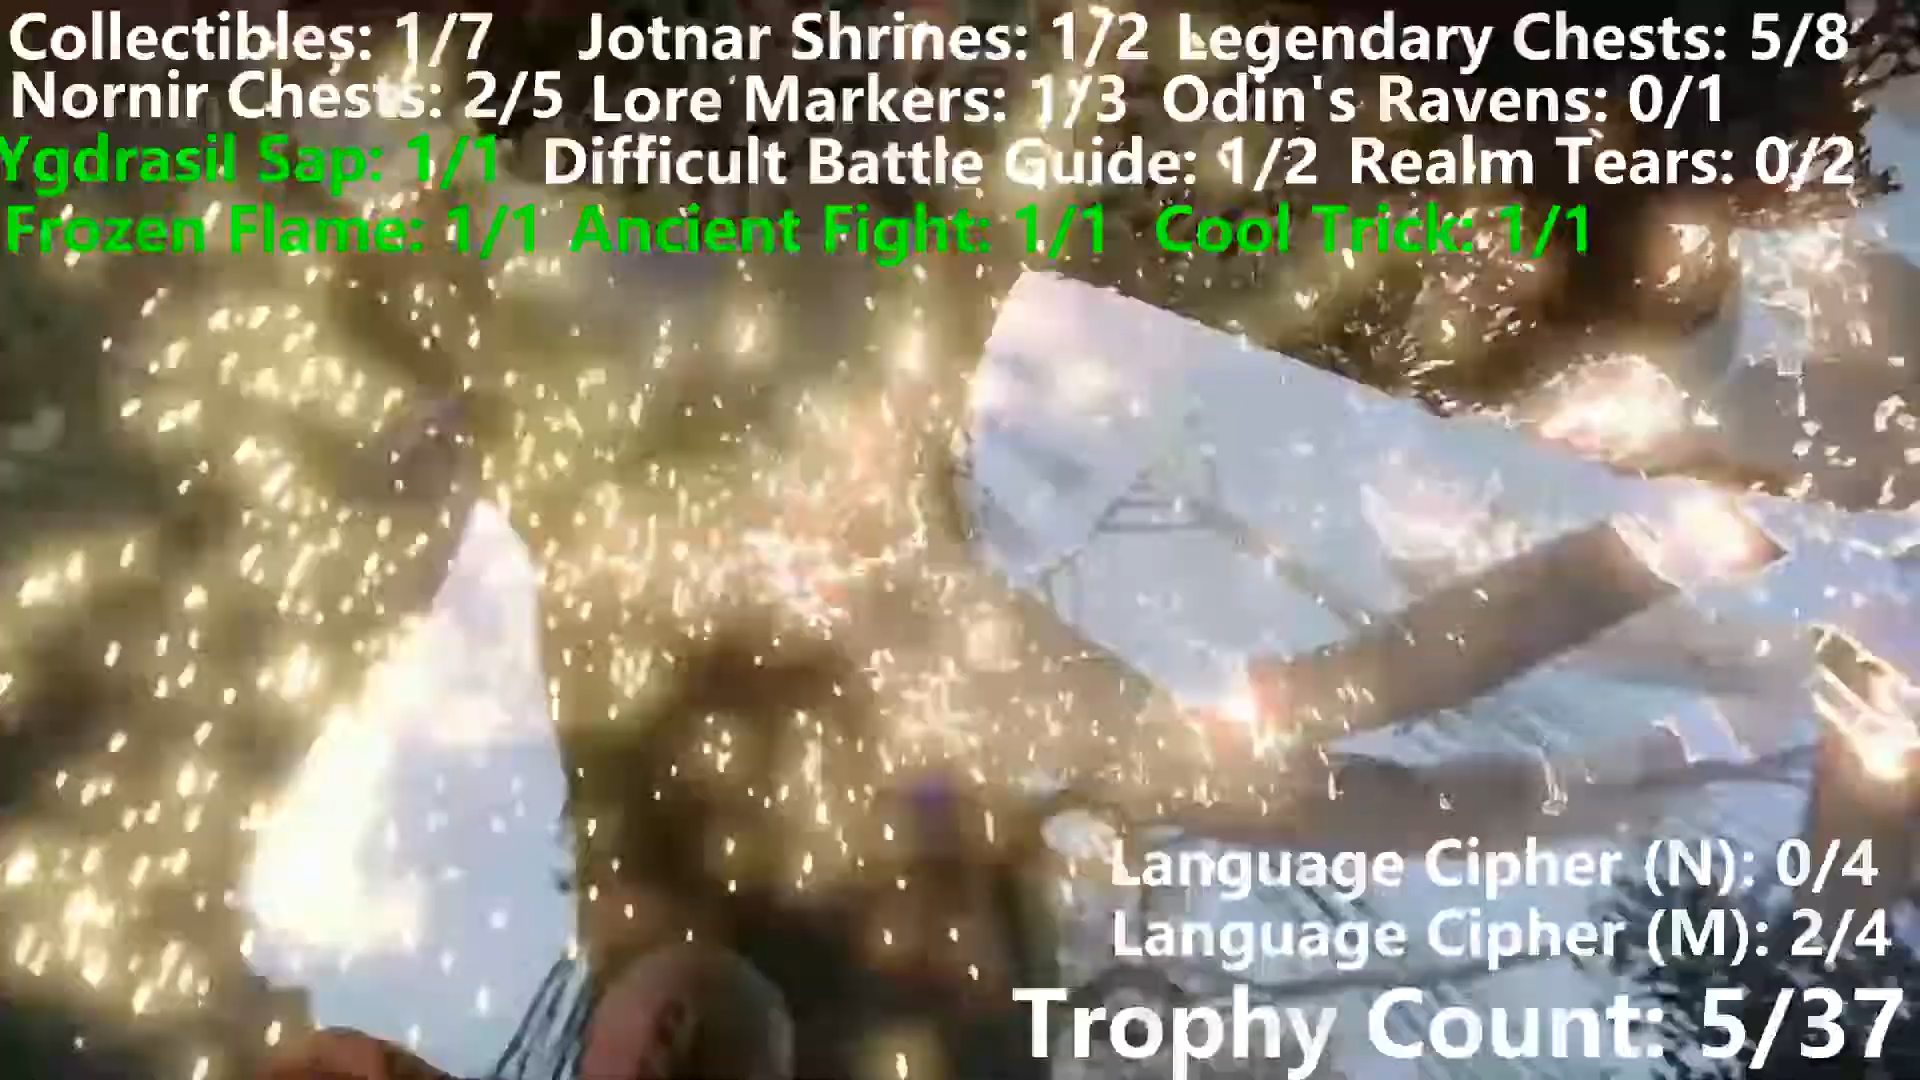 Collectibles: 1/7 Jotnar Shrines: 1/2 Legendary Chests: 5/8
Nornir Chests: 2/5 Lore Markers: 1/3 Odin's Ravens: 0/1
Ygdrasil Sap: 1/1 Difficult Battle Guide: 1/2 Realm Tears: 0/2
Frozen Flame: 1/1 Ancient Fight: 1/1 Cool Trick: 1/1
Language Cipher (N): 0/4
Language Cipher (M): 2/4
Trophy Count: 5/37